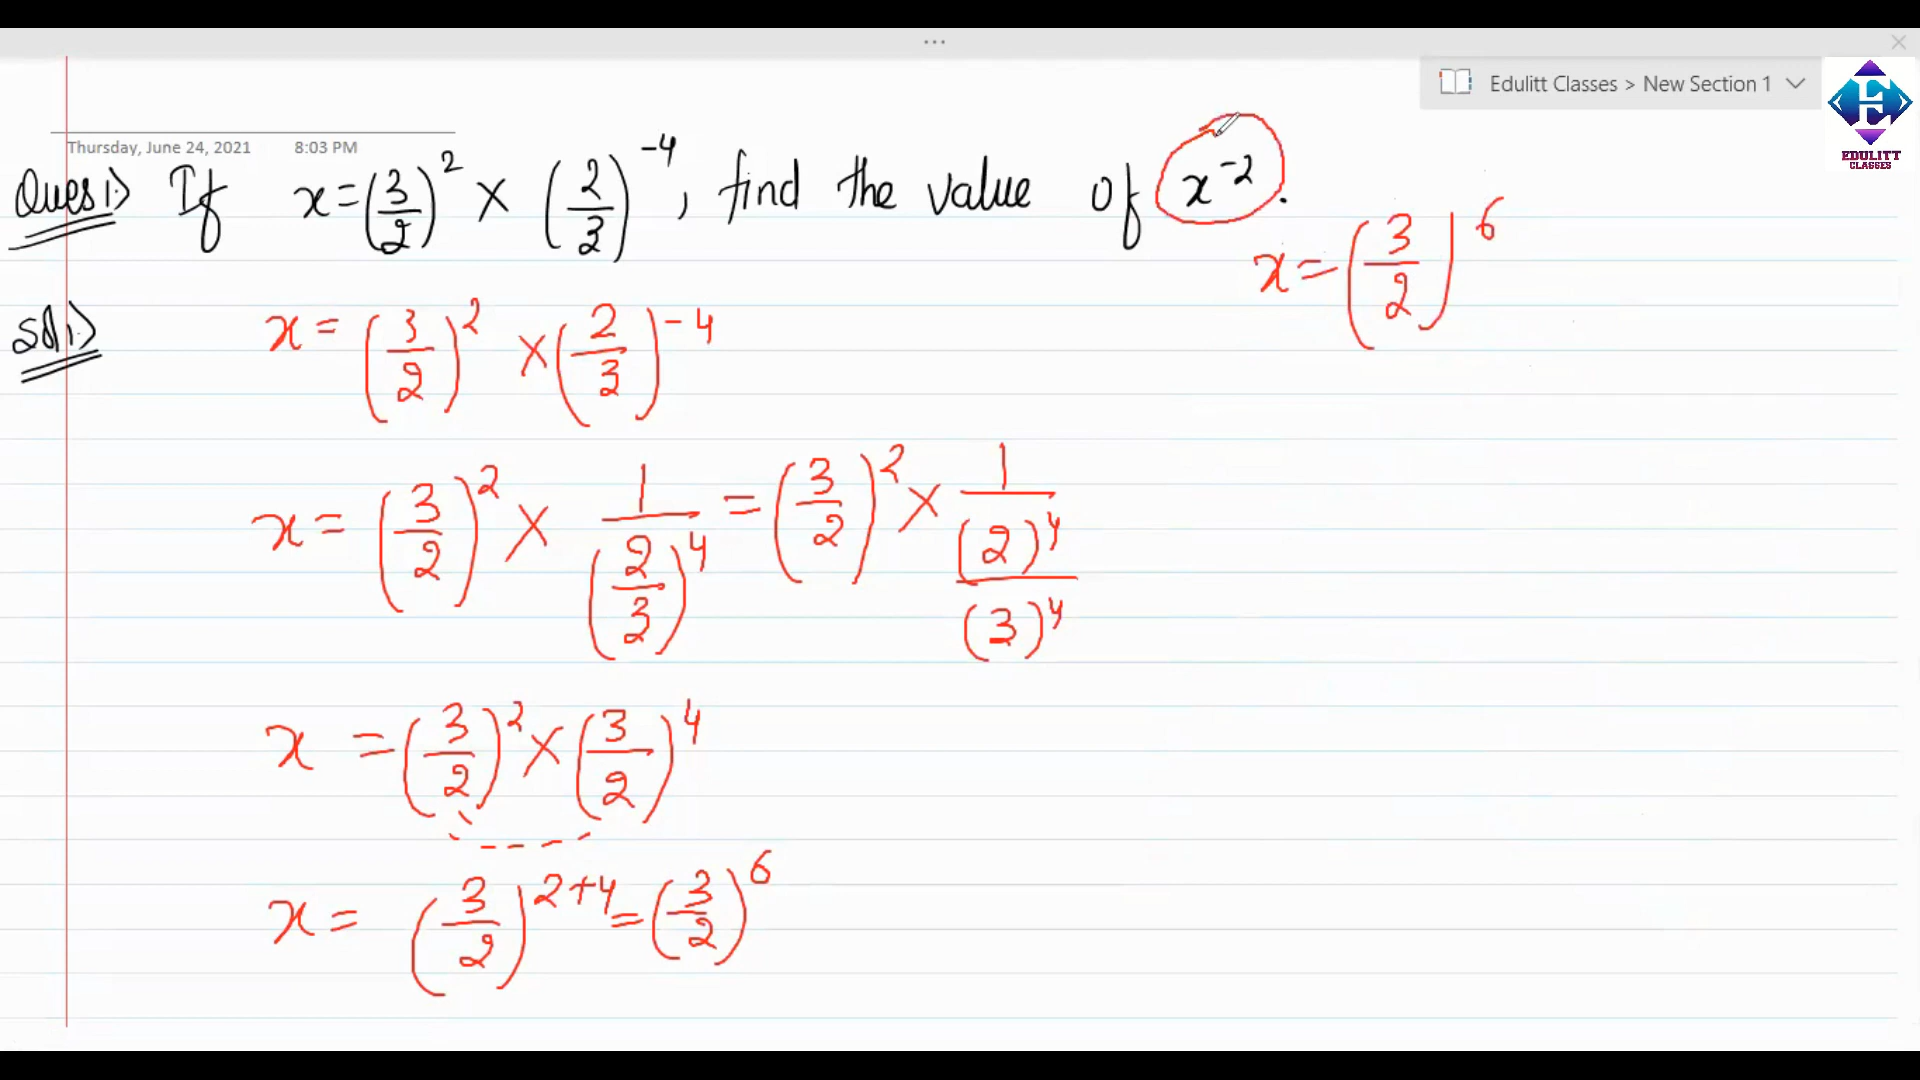 ...
Edulitt Classes > New Section 1
EDULITT
CLASSES
Thursday, June 24, 2021 8:03 PM
Ques1) If x = (3/2)^2 × (2/3)^-4, find the value of x^-2.
x = (3/2)^6
Sol1) x = (3/2)^2 × (2/3)^-4
x = (3/2)^2 × 1/(2/3)^4 = (3/2)^2 × 1/((2)^4/(3)^4)
x = (3/2)^2 × (3/2)^4
x = (3/2)^2+4 = (3/2)^6